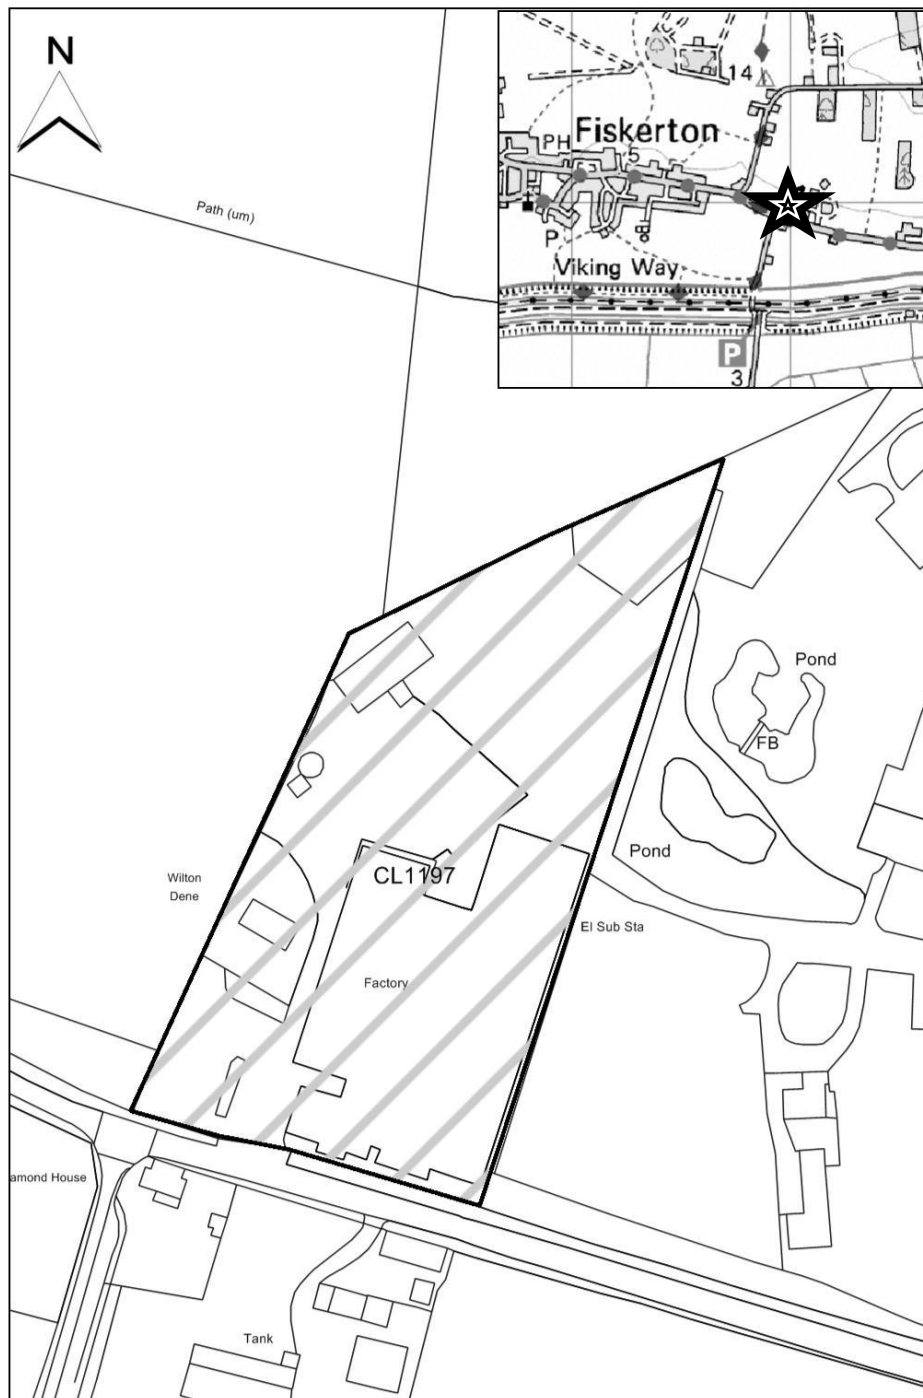 N
14
PH
Fiskerton
5
P
Viking Way
P
3
Path (um)
Pond
FB
CL1197
Pond
Wilton
Dene
El Sub Sta
Factory
amond House
Tank